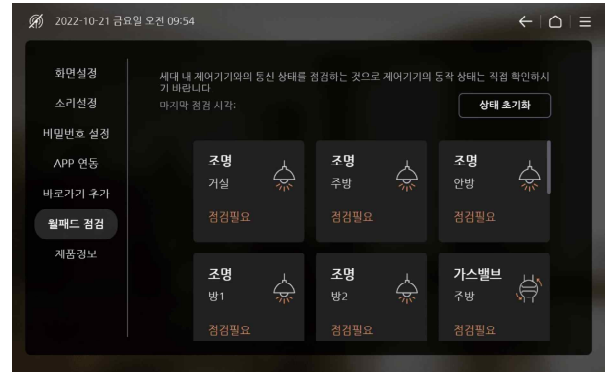 2022-10-21 금요일 오전 09:54
화면설정
소리설정
비밀번호 설정
APP 연동
바로가기 추가
월패드 점검
제품정보
세대 내 제어기기와의 통신 상태를 점검하는 것으로 제어기기의 동작 상태는 직접 확인하시
기 바랍니다
마지막 점검 시각:
상태 초기화
조명
거실
점검필요
조명
주방
점검필요
조명
안방
점검필요
조명
방1
점검필요
조명
방2
점검필요
가스밸브
주방
점검필요